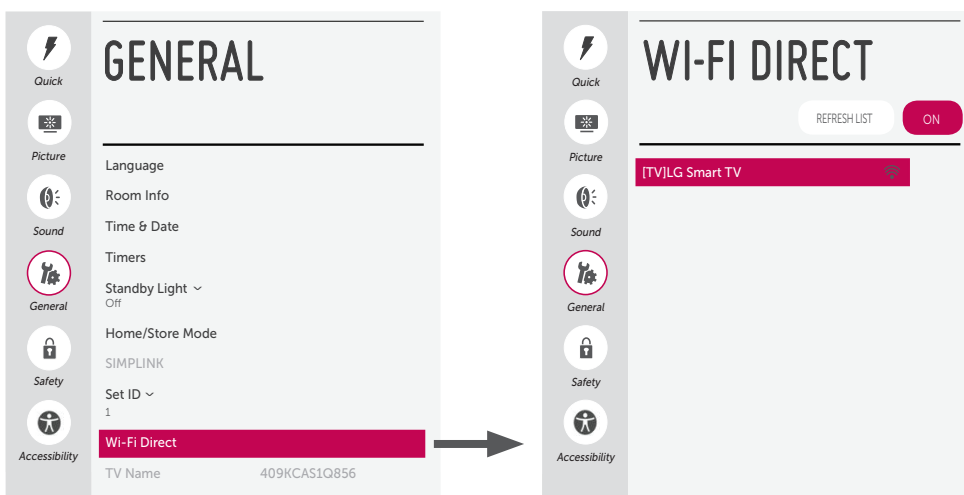 GENERAL
Quick
Picture
Sound
General
Safety
Accessibility
Language
Room Info
Time & Date
Timers
Standby Light
Off
Home/Store Mode
SIMPLINK
Set ID
1
Wi-Fi Direct
TV Name 409KCAS1Q856
WI-FI DIRECT
Quick
Picture
Sound
General
Safety
Accessibility
REFRESH LIST
ON
[TV]LG Smart TV